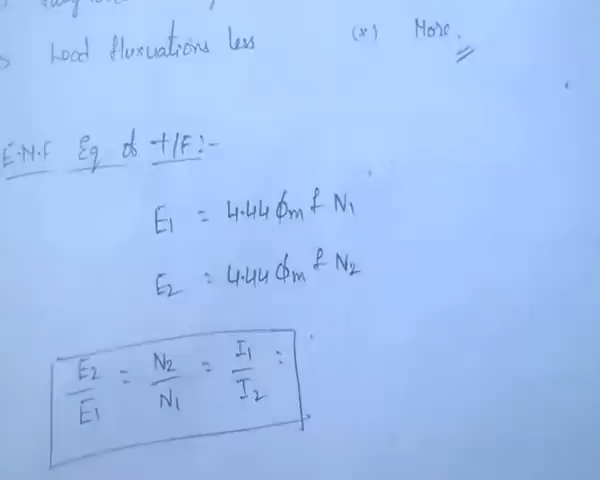 Load fluxuations less (x) More.
E.M.F Eq of t/F:-
E1 = 4.44 ϕm f N1
E2 = 4.44 ϕm f N2
E2/E1 = N2/N1 = I1/I2 =